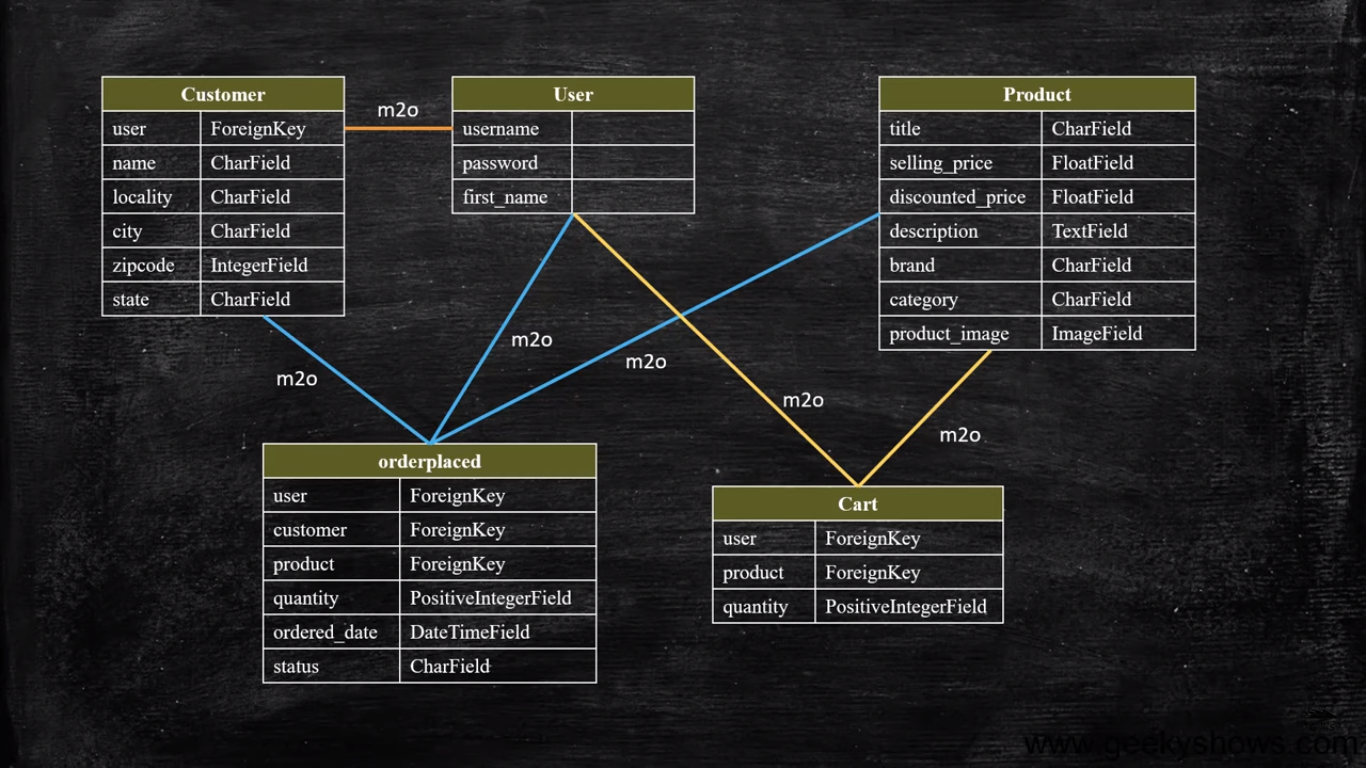 Customer
user ForeignKey
name CharField
locality CharField
city CharField
zipcode IntegerField
state CharField
m2o
User
username
password
first_name
Product
title CharField
selling_price FloatField
discounted_price FloatField
description TextField
brand CharField
category CharField
product_image ImageField
m2o
m2o
m2o
m2o
m2o
orderplaced
user ForeignKey
customer ForeignKey
product ForeignKey
quantity PositiveIntegerField
ordered_date DateTimeField
status CharField
Cart
user ForeignKey
product ForeignKey
quantity PositiveIntegerField
www.geekyshows.com